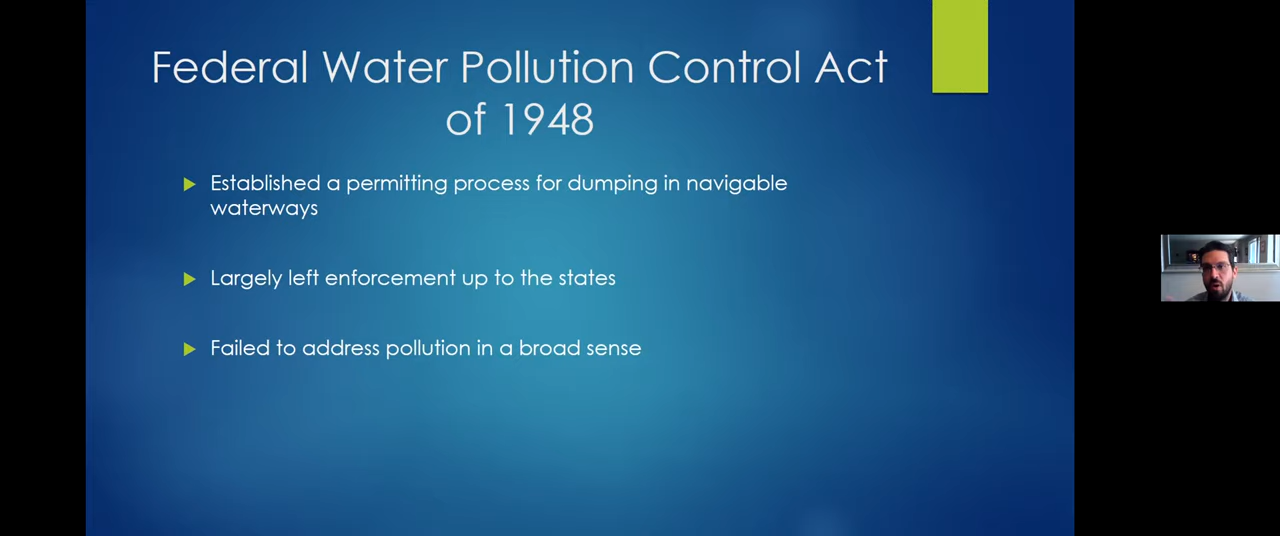 Federal Water Pollution Control Act
of 1948
Established a permitting process for dumping in navigable
waterways
Largely left enforcement up to the states
Failed to address pollution in a broad sense